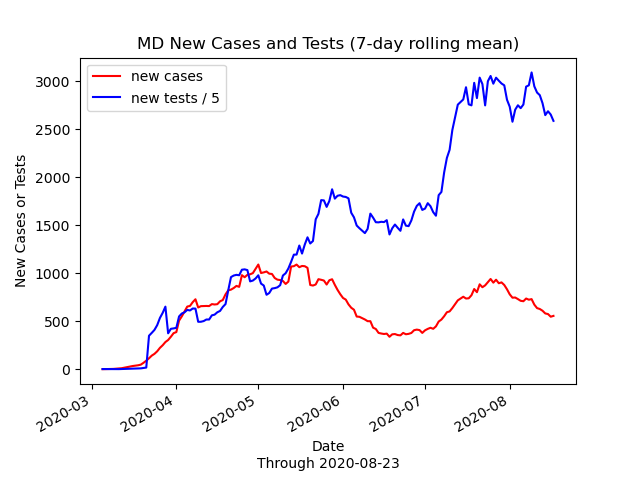 MD New Cases and Tests (7-day rolling mean)
new cases
new tests / 5
New Cases or Tests
3000
2500
2000
1500
1000
500
0
2020-03
2020-04
2020-05
2020-06
2020-07
2020-08
Date
Through 2020-08-23